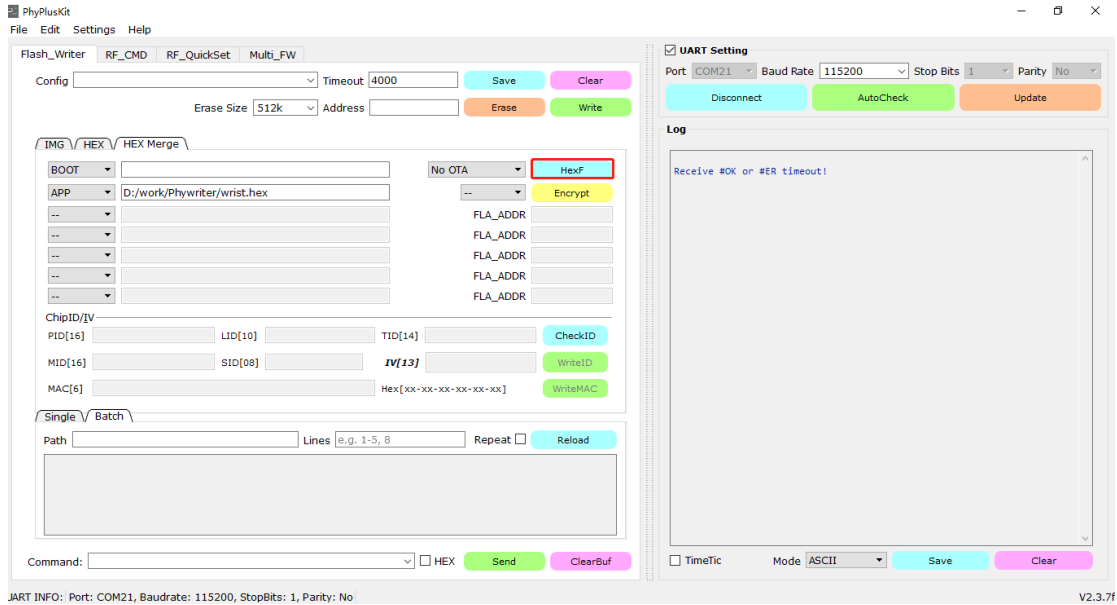 PhyPlusKit
File Edit Settings Help
Flash_Writer RF_CMD RF_QuickSet Multi_FW
Config Timeout 4000 Save Clear
Erase Size 512k Address Erase Write
IMG HEX HEX Merge
BOOT No OTA HexF
APP D:/work/Phywriter/wrist.hex -- Encrypt
-- FLA_ADDR
-- FLA_ADDR
-- FLA_ADDR
-- FLA_ADDR
-- FLA_ADDR
ChipID/IV
PID[16] LID[10] TID[14] CheckID
MID[16] SID[08] IV[13] WriteID
MAC[6] Hex[xx-xx-xx-xx-xx-xx] WriteMAC
Single Batch
Path Lines e.g. 1-5, 8 Repeat Reload
Command: HEX Send ClearBuf
UART Setting
Port COM21 Baud Rate 115200 Stop Bits 1 Parity No
Disconnect AutoCheck Update
Log
Receive #OK or #ER timeout!
TimeTic Mode ASCII Save Clear
INFO: Port: COM21, Baudrate: 115200, StopBits: 1, Parity: No